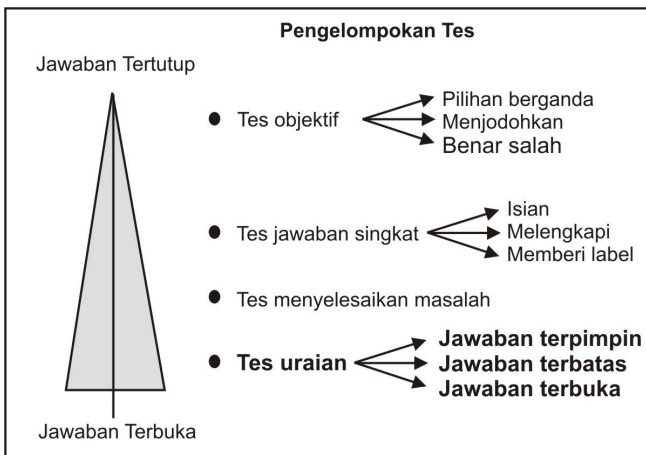 Pengelompokan Tes
Jawaban Tertutup
Tes objektif
Pilihan berganda
Menjodohkan
Benar salah
Tes jawaban singkat
Isian
Melengkapi
Memberi label
Tes menyelesaikan masalah
Tes uraian
Jawaban terpimpin
Jawaban terbatas
Jawaban terbuka
Jawaban Terbuka